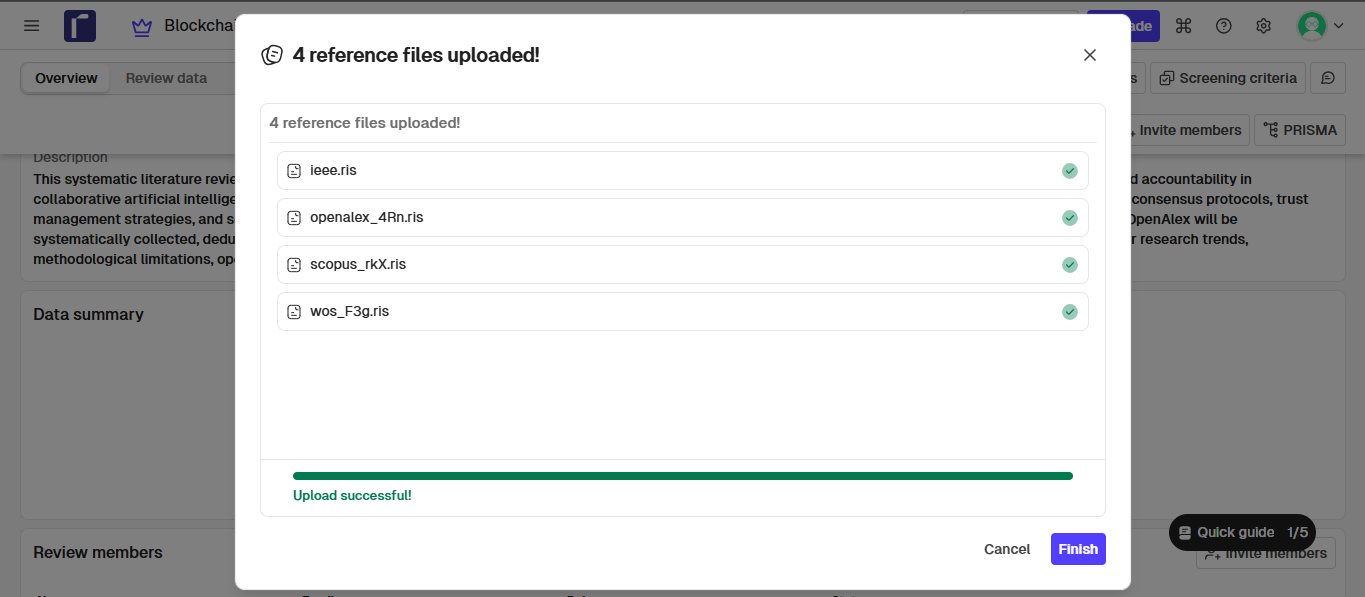 Blockcha
4 reference files uploaded!
ade
Overview
Review data
Screening criteria
4 reference files uploaded!
Invite members
PRISMA
Description
ieee.ris
This systematic literature revie
d accountability in
collaborative artificial intellige
consensus protocols, trust
management strategies, and s
OpenAlex will be
openalex_4Rn.ris
systematically collected, dedu
r research trends,
methodological limitations, op
scopus_rkX.ris
Data summary
wos_F3g.ris
Upload successful!
Quick guide 1/5
Review members
Cancel
Finish
Invite members